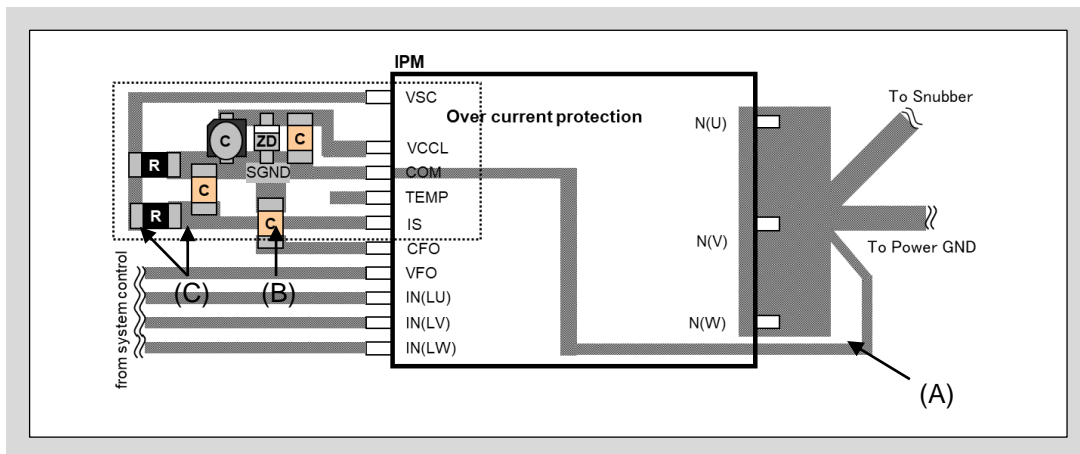 IPM
VSC
Over current protection
N(U)
To Snubber
C
ZD
C
VCCL
R
SGND
COM
C
TEMP
R
C
IS
CFO
N(V)
To Power GND
VFO
(C)
(B)
IN(LU)
IN(LV)
N(W)
IN(LW)
from system control
(A)